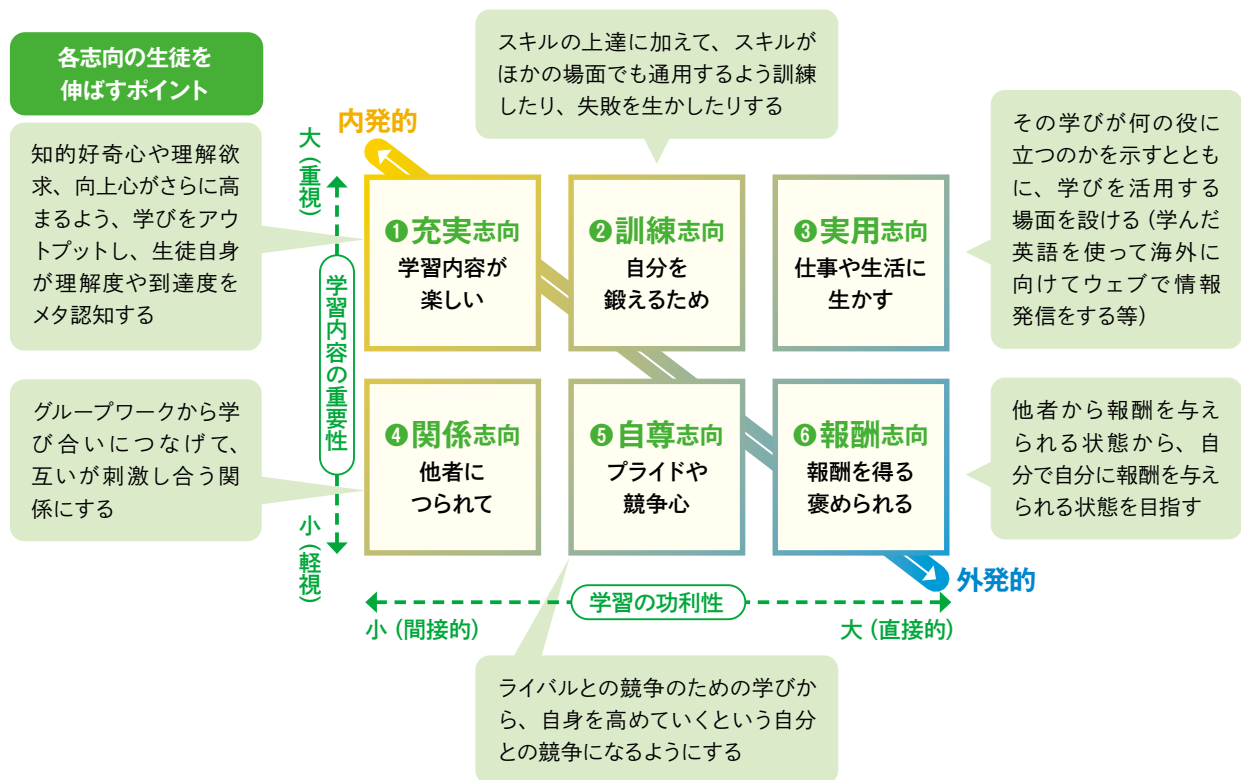 各志向の生徒を
伸ばすポイント
スキルの上達に加えて、スキルが
ほかの場面でも通用するよう訓練
したり、失敗を生かしたりする
知的好奇心や理解欲
求、向上心がさらに高
まるよう、学びをアウ
トプットし、生徒自身
が理解度や到達度を
メタ認知する
その学びが何の役に
立つのかを示すととも
に、学びを活用する
場面を設ける（学んだ
英語を使って海外に
向けてウェブで情報
発信をする等）
内発的
大（重視）
学習内容の重要性
小（軽視）
❶充実志向
学習内容が
楽しい
❷訓練志向
自分を
鍛えるため
❸実用志向
仕事や生活に
生かす
グループワークから学
び合いにつなげて、
互いが刺激し合う関
係にする
❹関係志向
他者に
つられて
❺自尊志向
プライドや
競争心
❻報酬志向
報酬を得る
褒められる
他者から報酬を与え
られる状態から、自
分で自分に報酬を与え
られる状態を目指す
外発的
学習の功利性
小（間接的）
大（直接的）
ライバルとの競争のための学びか
ら、自身を高めていくという自分
との競争になるようにする